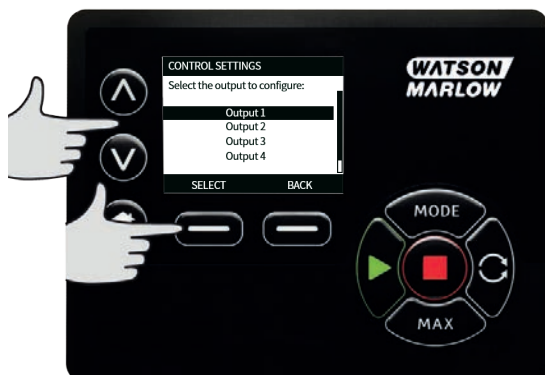 CONTROL SETTINGS
Select the output to configure:
Output 1
Output 2
Output 3
Output 4
SELECT BACK
WATSON
MARLOW
MODE
MAX